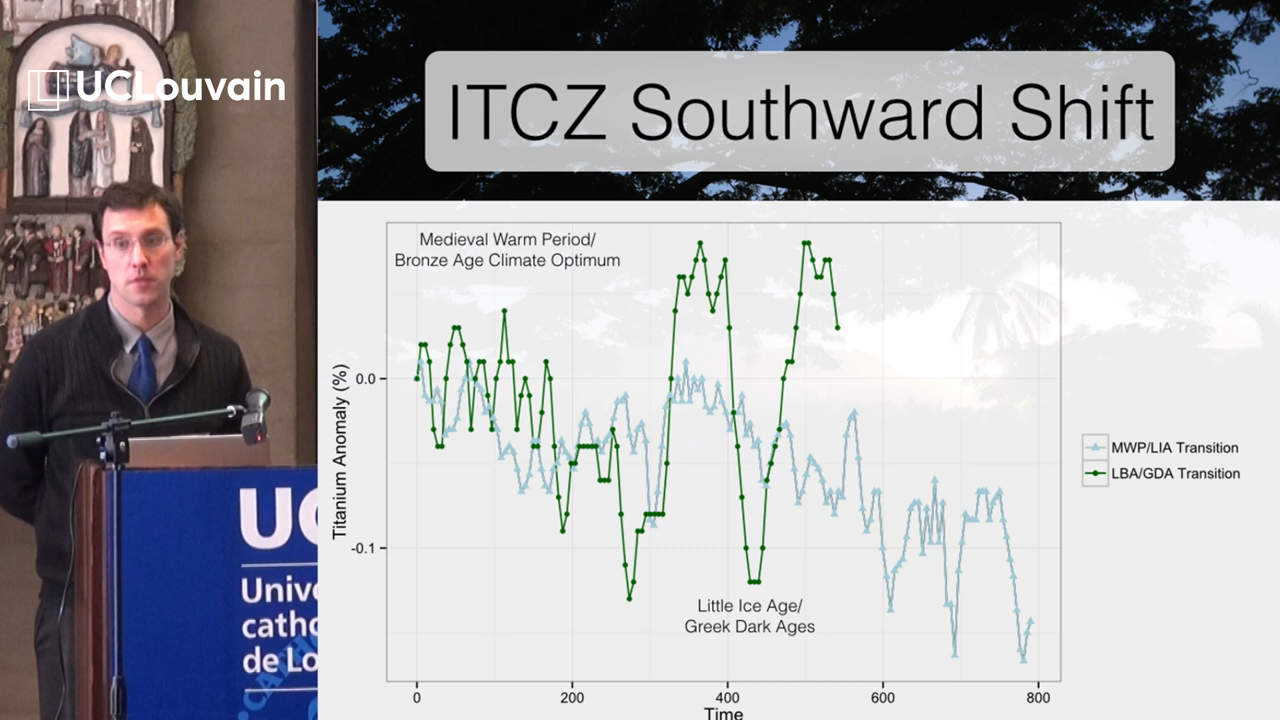 UCLouvain
ITCZ Southward Shift
Medieval Warm Period/
Bronze Age Climate Optimum
Titanium Anomaly (%)
0.0
-0.1
MWP/LIA Transition
LBA/GDA Transition
Little Ice Age/
Greek Dark Ages
0
200
400
600
800
Time
UC
Unive
catho
de Lo